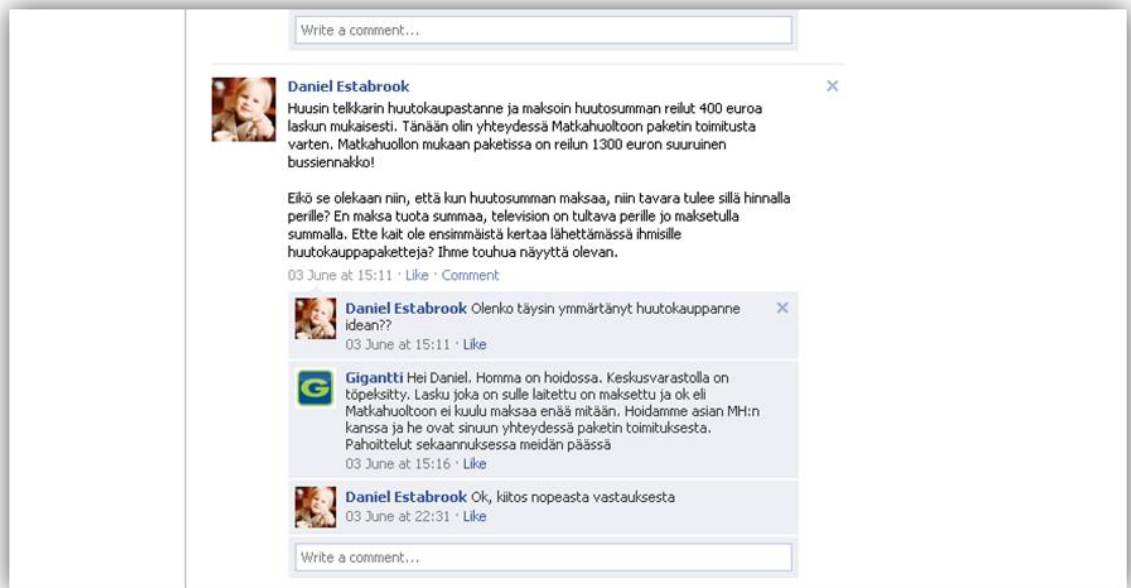 Write a comment...
Daniel Estabrook
Huusin telkkarin huutokaupastanne ja maksoin huutosumman reilut 400 euroa
laskun mukaisesti. Tänään olin yhteydessä Matkahuoltoon paketin toimitusta
varten. Matkahuollon mukaan paketissa on reilun 1300 euron suuruinen
bussiennakko!
Eikö se olekaan niin, että kun huutosumman maksaa, niin tavara tulee sillä hinnalla
perille? En maksa tuota summaa, television on tultava perille jo maksetulla
summalla. Ette kait ole ensimmäistä kertaa lähettämässä ihmisille
huutokauppapaketteja? Ihme touhua näyyttä olevan.
03 June at 15:11 · Like · Comment
Daniel Estabrook Olenko täysin ymmärtänyt huutokauppanne
idean??
03 June at 15:11 · Like
G
Gigantti Hei Daniel. Homma on hoidossa. Keskusvarastolla on
töpeksitty. Lasku joka on sulle laitettu on maksettu ja ok eli
Matkahuoltoon ei kuulu maksaa enää mitään. Hoidamme asian MH:n
kanssa ja he ovat sinuun yhteydessä paketin toimituksesta.
Pahoittelut sekaannuksessa meidän päässä
03 June at 15:16 · Like
Daniel Estabrook Ok, kiitos nopeasta vastauksesta
03 June at 22:31 · Like
Write a comment...